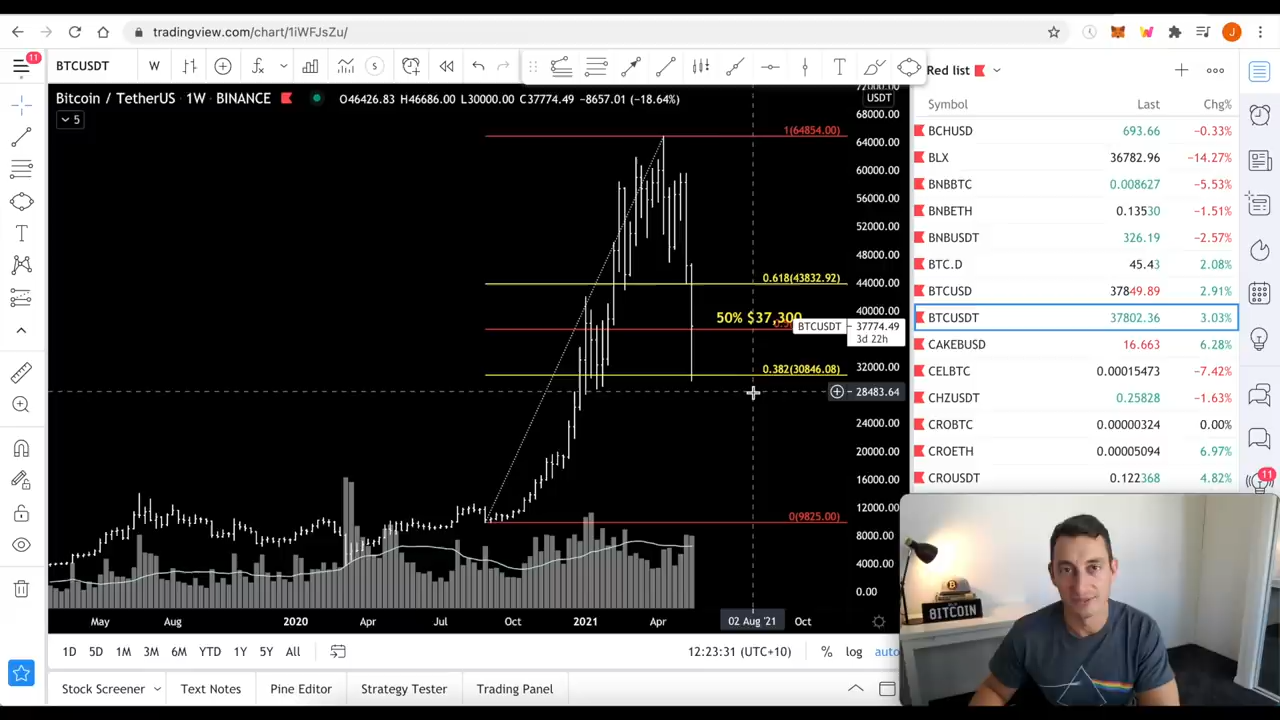 tradingview.com/chart/1iWFJsZu/
11
BTCUSDT
W
Red list
Bitcoin / TetherUS · 1W · BINANCE
O46426.83 H46686.00 L30000.00 C37774.49 −8657.01 (−18.64%)
5
72000.00
USDT
68000.00
64000.00
60000.00
56000.00
52000.00
48000.00
44000.00
40000.00
32000.00
24000.00
20000.00
16000.00
12000.00
8000.00
4000.00
0.00
1(64854.00)
0.618(43832.92)
50% $37,300
BTCUSDT
37774.49
3d 22h
0.382(30846.08)
28483.64
0(9825.00)
Symbol Last Chg%
BCHUSD 693.66 −0.33%
BLX 36782.96 −14.27%
BNBBTC 0.008627 −5.53%
BNBETH 0.13530 −1.51%
BNBUSDT 326.19 −2.57%
BTC.D 45.43 2.08%
BTCUSD 37849.89 2.91%
BTCUSDT 37802.36 3.03%
CAKEBUSD 16.663 6.28%
CELBTC 0.00015473 −7.42%
CHZUSDT 0.25828 −1.63%
CROBTC 0.00000324 0.00%
CROETH 0.00005094 6.97%
CROUSDT 0.122368 4.82%
11
May Aug 2020 Apr Jul Oct 2021 Apr 02 Aug '21 Oct
1D 5D 1M 3M 6M YTD 1Y 5Y All
12:23:31 (UTC+10) % log auto
Stock Screener Text Notes Pine Editor Strategy Tester Trading Panel
BITCOIN